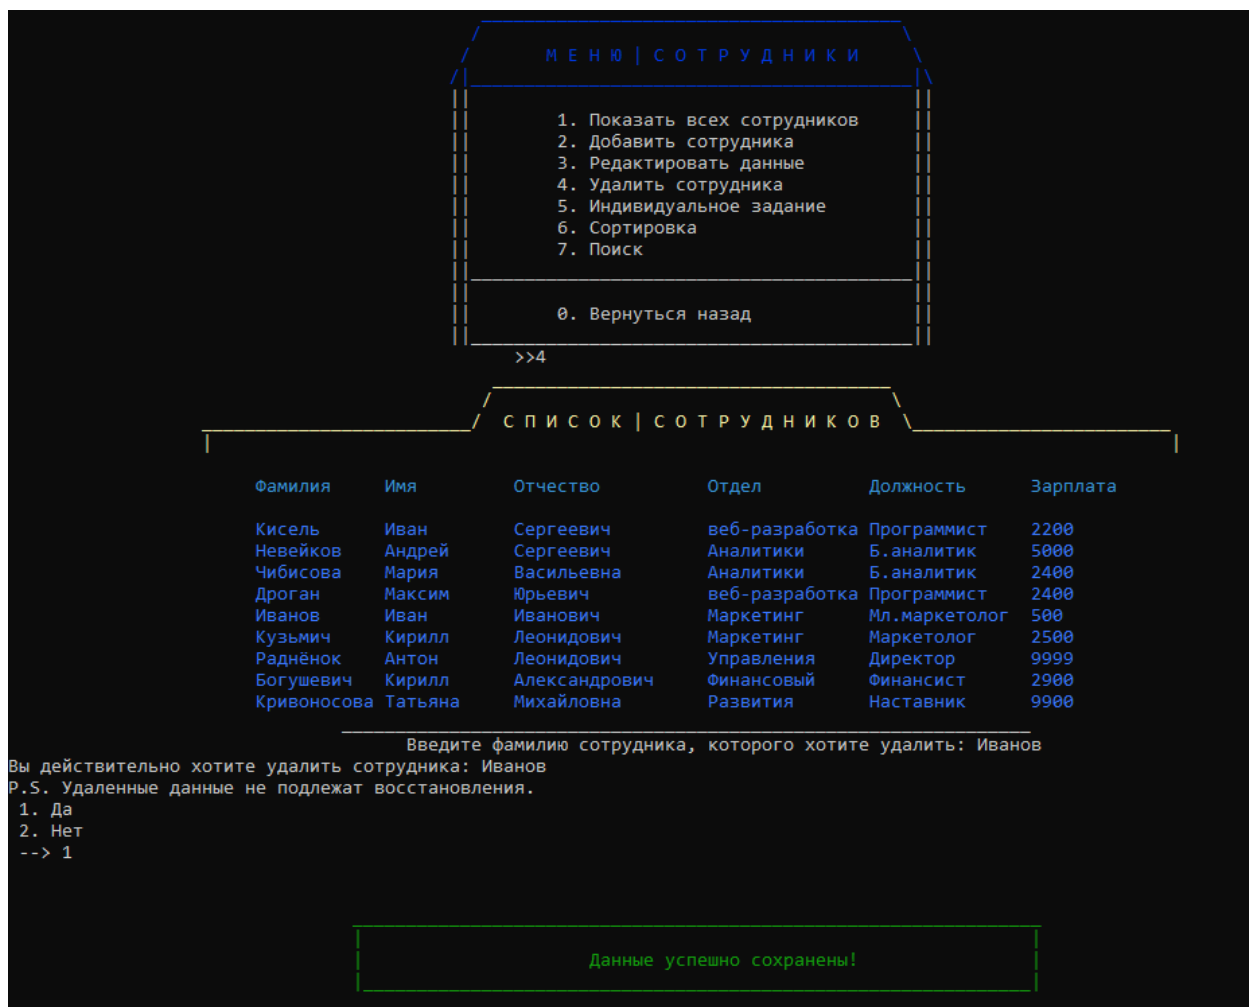 М Е Н Ю | С О Т Р У Д Н И К И
1. Показать всех сотрудников
2. Добавить сотрудника
3. Редактировать данные
4. Удалить сотрудника
5. Индивидуальное задание
6. Сортировка
7. Поиск
0. Вернуться назад
>>4
С П И С О К | С О Т Р У Д Н И К О В
Фамилия Имя Отчество Отдел Должность Зарплата
Кисель Иван Сергеевич веб-разработка Программист 2200
Невейков Андрей Сергеевич Аналитики Б.аналитик 5000
Чибисова Мария Васильевна Аналитики Б.аналитик 2400
Дроган Максим Юрьевич веб-разработка Программист 2400
Иванов Иван Иванович Маркетинг Мл.маркетолог 500
Кузьмич Кирилл Леонидович Маркетинг Маркетолог 2500
Раднёнок Антон Леонидович Управления Директор 9999
Богушевич Кирилл Александрович Финансовый Финансист 2900
Кривоносова Татьяна Михайловна Развития Наставник 9900
Введите фамилию сотрудника, которого хотите удалить: Иванов
Вы действительно хотите удалить сотрудника: Иванов
P.S. Удаленные данные не подлежат восстановления.
1. Да
2. Нет
--> 1
Данные успешно сохранены!